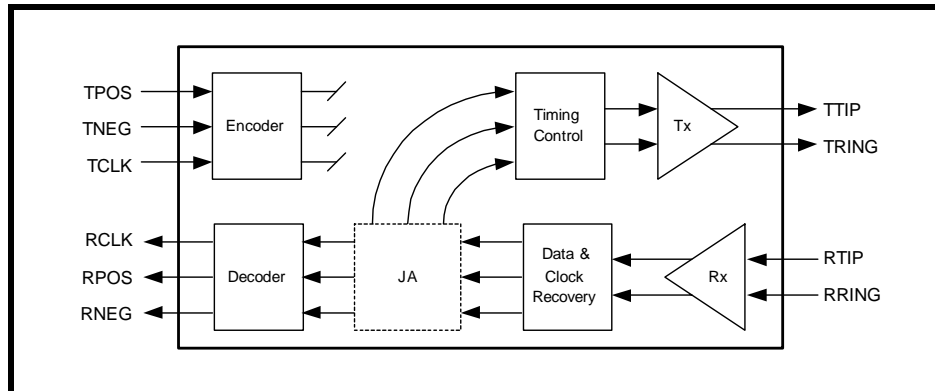 TPOS
TNEG
TCLK
Encoder
Timing
Control
Tx
TTIP
TRING
RCLK
RPOS
RNEG
Decoder
JA
Data &
Clock
Recovery
Rx
RTIP
RRING